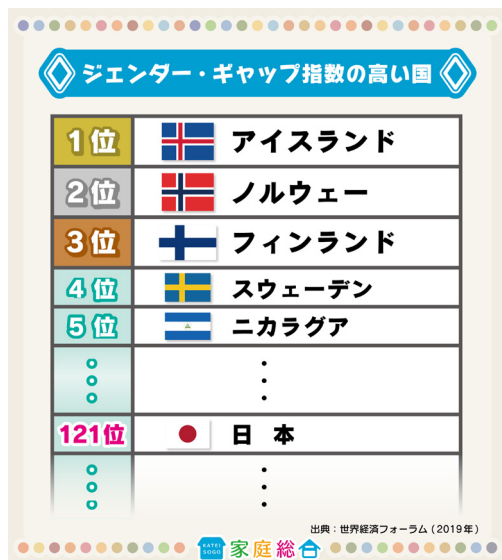 ジェンダー・ギャップ指数の高い国
1位 アイスランド
2位 ノルウェー
3位 フィンランド
4位 スウェーデン
5位 ニカラグア
121位 日本
出典：世界経済フォーラム（2019年）
KATEI SOGO 家庭総合